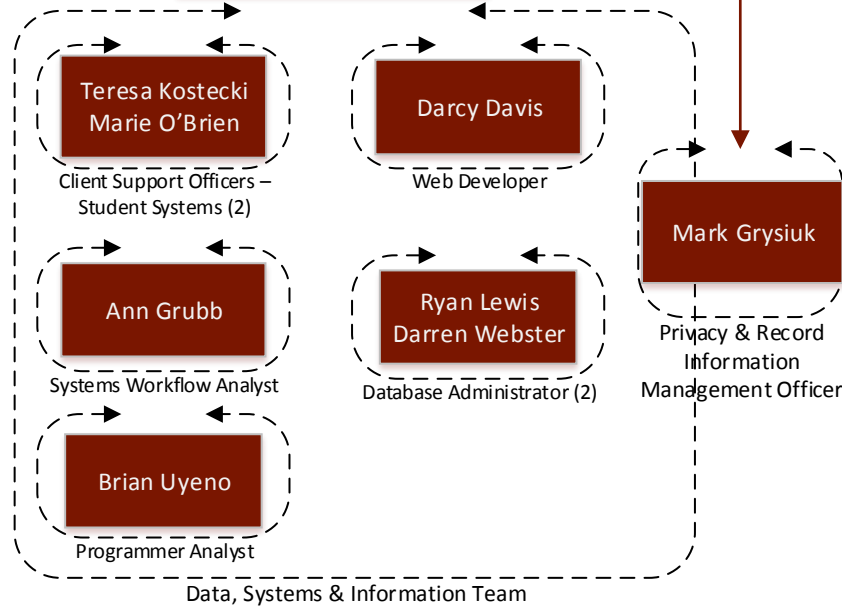 Teresa Kostecki
Marie O'Brien
Client Support Officers –
Student Systems (2)
Darcy Davis
Web Developer
Mark Grysiuk
Privacy & Record
Information
Management Officer
Ann Grubb
Systems Workflow Analyst
Ryan Lewis
Darren Webster
Database Administrator (2)
Brian Uyeno
Programmer Analyst
Data, Systems & Information Team